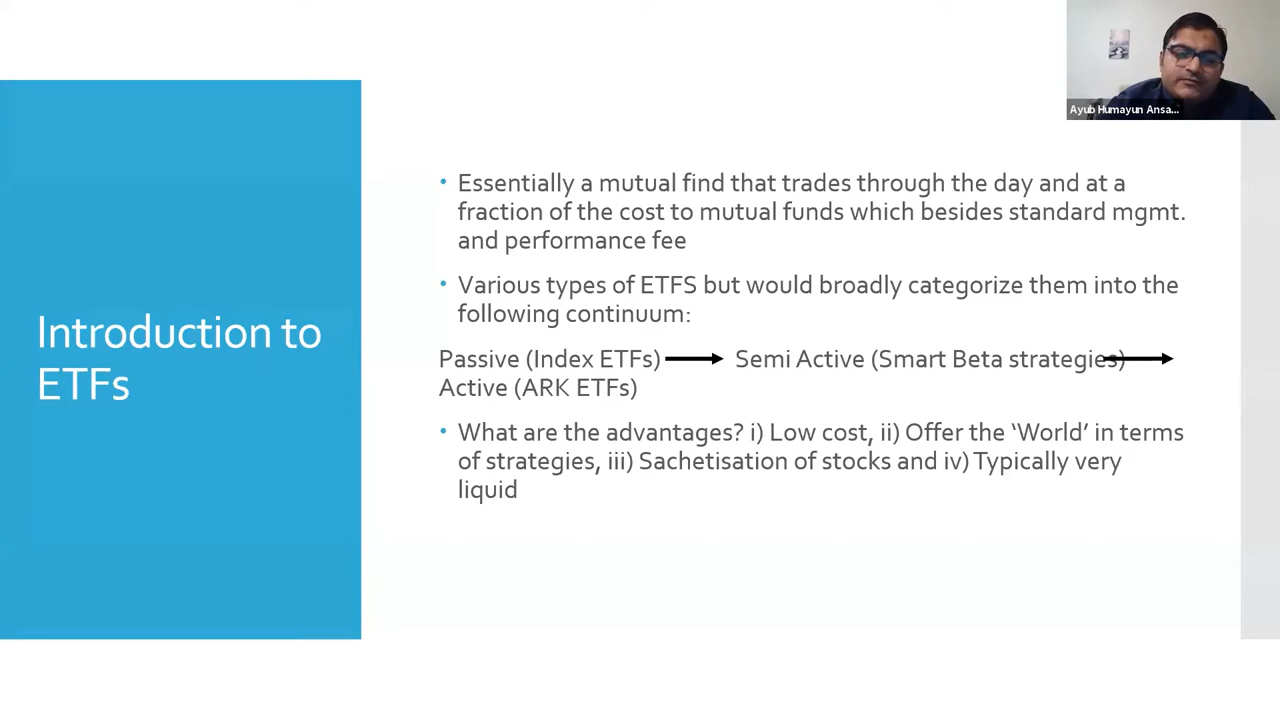 Ayub Humayun Ansa...
Introduction to
ETFs
• Essentially a mutual find that trades through the day and at a
fraction of the cost to mutual funds which besides standard mgmt.
and performance fee
• Various types of ETFS but would broadly categorize them into the
following continuum:
Passive (Index ETFs) → Semi Active (Smart Beta strategies) →
Active (ARK ETFs)
• What are the advantages? i) Low cost, ii) Offer the ‘World’ in terms
of strategies, iii) Sachetisation of stocks and iv) Typically very
liquid